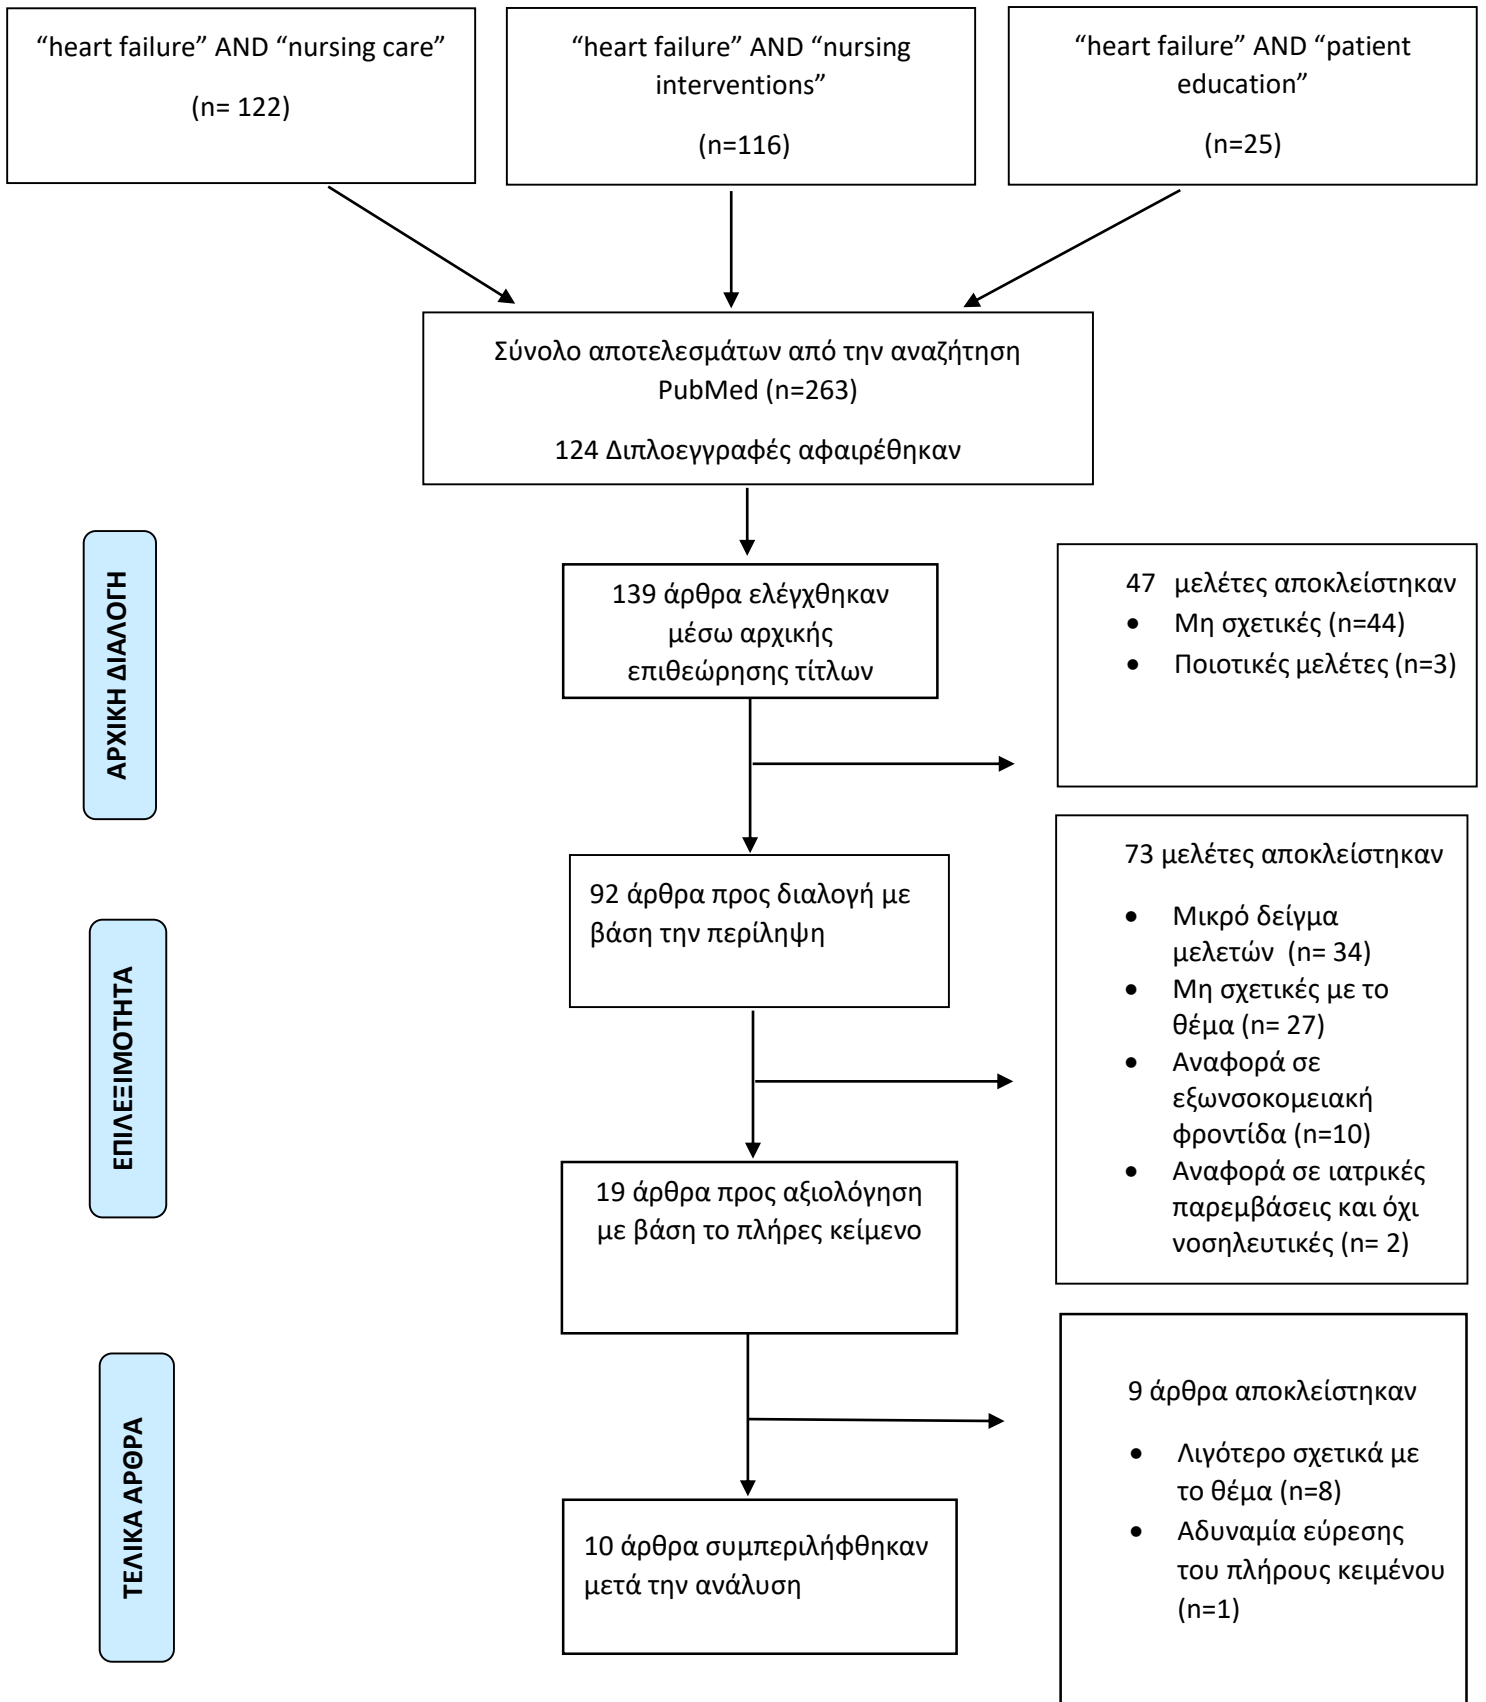 “heart failure” AND “nursing care”
(n= 122)
“heart failure” AND “nursing
interventions”
(n=116)
“heart failure” AND “patient
education”
(n=25)
Σύνολο αποτελεσμάτων από την αναζήτηση
PubMed (n=263)
124 Διπλοεγγραφές αφαιρέθηκαν
ΑΡΧΙΚΗ ΔΙΑΛΟΓΗ
139 άρθρα ελέγχθηκαν
μέσω αρχικής
επιθεώρησης τίτλων
47 μελέτες αποκλείστηκαν
• Μη σχετικές (n=44)
• Ποιοτικές μελέτες (n=3)
ΕΠΙΛΕΞΙΜΟΤΗΤΑ
92 άρθρα προς διαλογή με
βάση την περίληψη
73 μελέτες αποκλείστηκαν
• Μικρό δείγμα
μελετών (n= 34)
• Μη σχετικές με το
θέμα (n= 27)
• Αναφορά σε
εξωνσοκομειακή
φροντίδα (n=10)
• Αναφορά σε ιατρικές
παρεμβάσεις και όχι
νοσηλευτικές (n= 2)
19 άρθρα προς αξιολόγηση
με βάση το πλήρες κείμενο
ΤΕΛΙΚΑ ΑΡΘΡΑ
9 άρθρα αποκλείστηκαν
• Λιγότερο σχετικά με
το θέμα (n=8)
• Αδυναμία εύρεσης
του πλήρους κειμένου
(n=1)
10 άρθρα συμπεριλήφθηκαν
μετά την ανάλυση